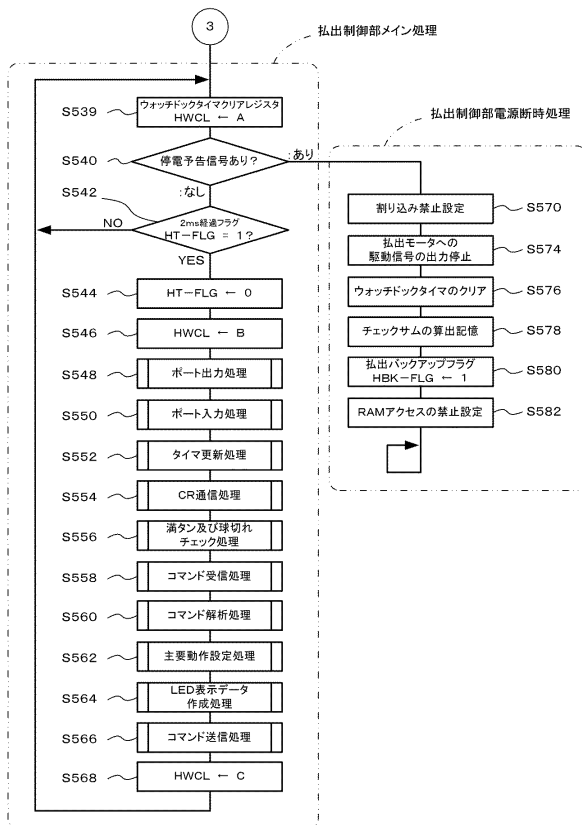 3
払出制御部メイン処理
S539
ウォッチドックタイマクリアレジスタ
HWCL ← A
S540
停電予告信号あり?
:あり
:なし
S542
2ms経過フラグ
HT-FLG = 1?
NO
YES
S544
HT-FLG ← 0
S546
HWCL ← B
S548
ポート出力処理
S550
ポート入力処理
S552
タイマ更新処理
S554
CR通信処理
S556
満タン及び球切れ
チェック処理
S558
コマンド受信処理
S560
コマンド解析処理
S562
主要動作設定処理
S564
LED表示データ
作成処理
S566
コマンド送信処理
S568
HWCL ← C
払出制御部電源断時処理
割り込み禁止設定
S570
払出モータへの
駆動信号の出力停止
S574
ウォッチドックタイマのクリア
S576
チェックサムの算出記憶
S578
払出バックアップフラグ
HBK-FLG ← 1
S580
RAMアクセスの禁止設定
S582